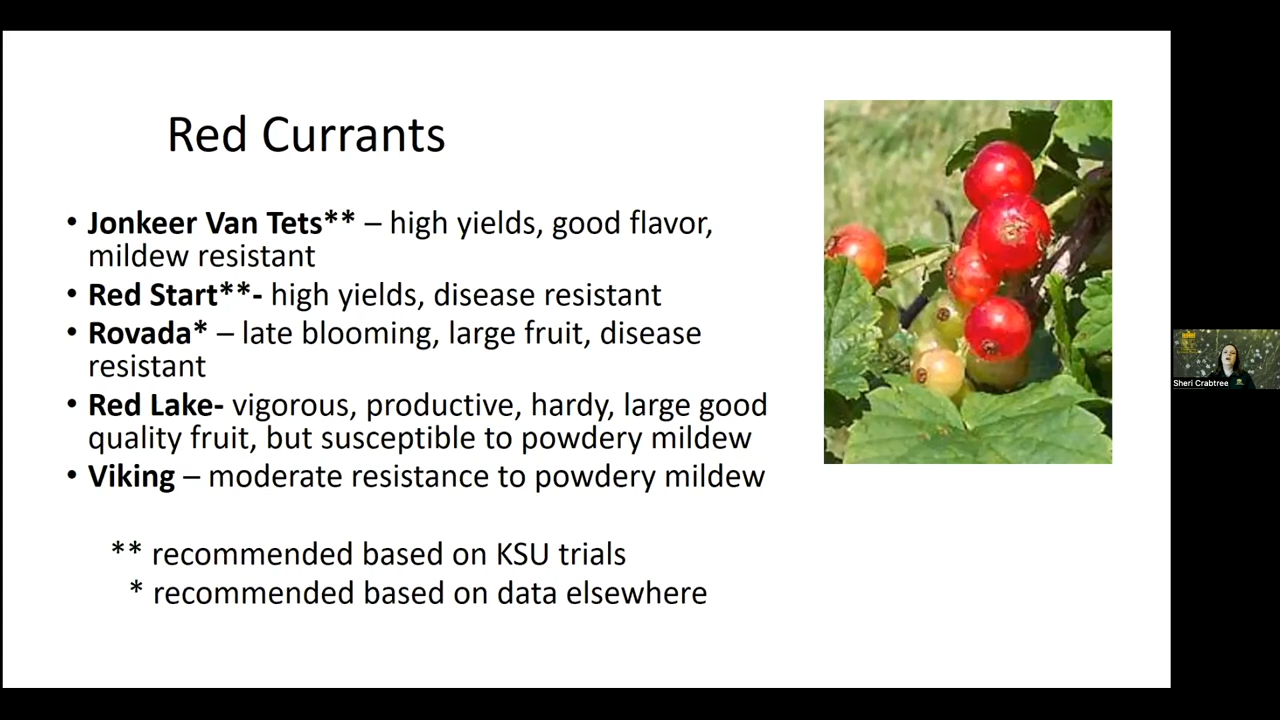 Red Currants
• Jonkeer Van Tets** – high yields, good flavor,
mildew resistant
• Red Start**- high yields, disease resistant
• Rovada* – late blooming, large fruit, disease
resistant
• Red Lake- vigorous, productive, hardy, large good
quality fruit, but susceptible to powdery mildew
• Viking – moderate resistance to powdery mildew
** recommended based on KSU trials
* recommended based on data elsewhere
Sheri Crabtree